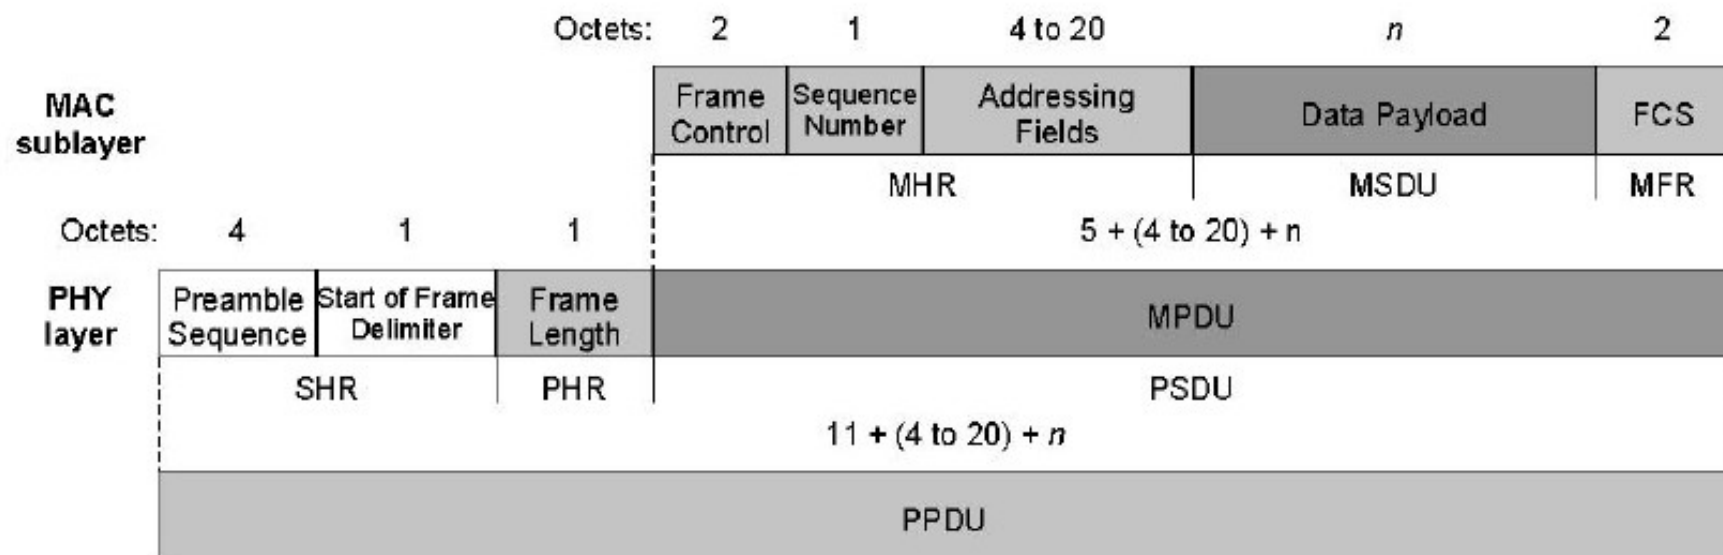 Octets: 2 1 4 to 20 n 2
MAC sublayer
Frame Control
Sequence Number
Addressing Fields
Data Payload
FCS
MHR MSDU MFR
Octets: 4 1 1 5 + (4 to 20) + n
PHY layer
Preamble Sequence
Start of Frame Delimiter
Frame Length
MPDU
SHR PHR PSDU
11 + (4 to 20) + n
PPDU